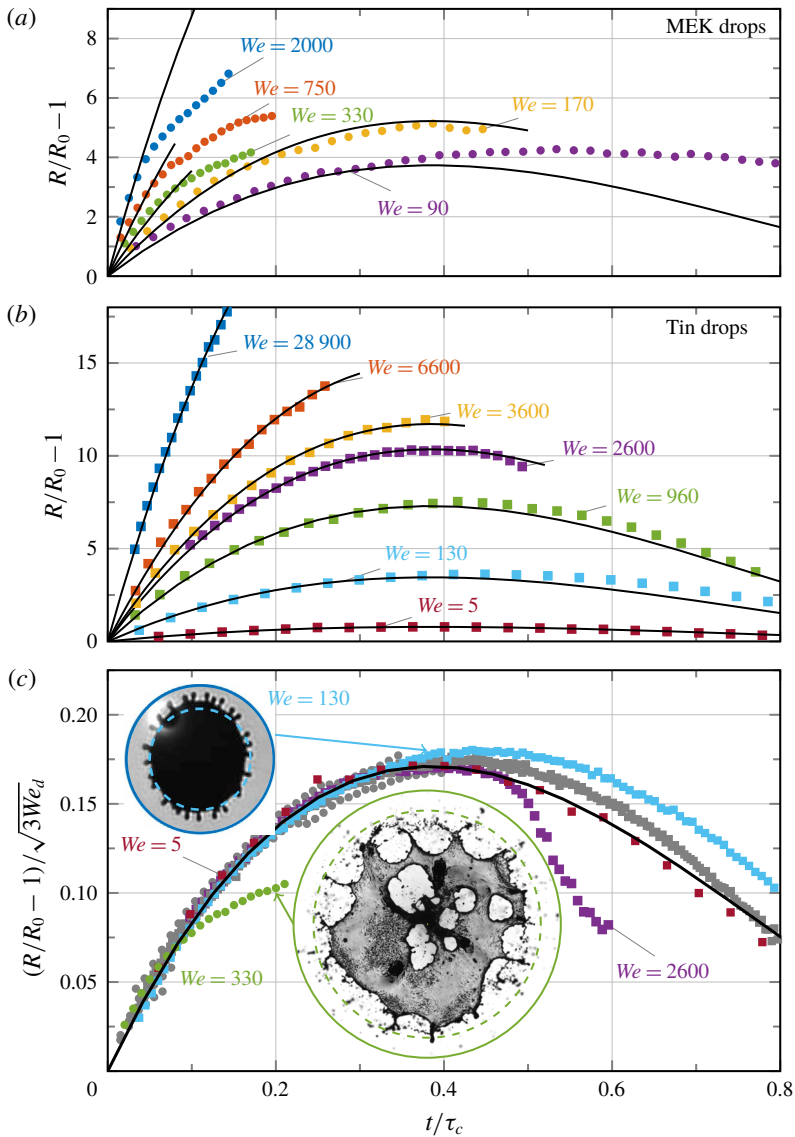 (a)
MEK drops
8
6
4
2
0
R/R₀ − 1
We = 2000
We = 750
We = 330
We = 170
We = 90
(b)
Tin drops
15
10
5
0
R/R₀ − 1
We = 28 900
We = 6600
We = 3600
We = 2600
We = 960
We = 130
We = 5
(c)
0.20
0.15
0.10
0.05
(R/R₀ − 1)/√3We_d
We = 130
We = 5
We = 330
We = 2600
0 0.2 0.4 0.6 0.8
t/τ_c